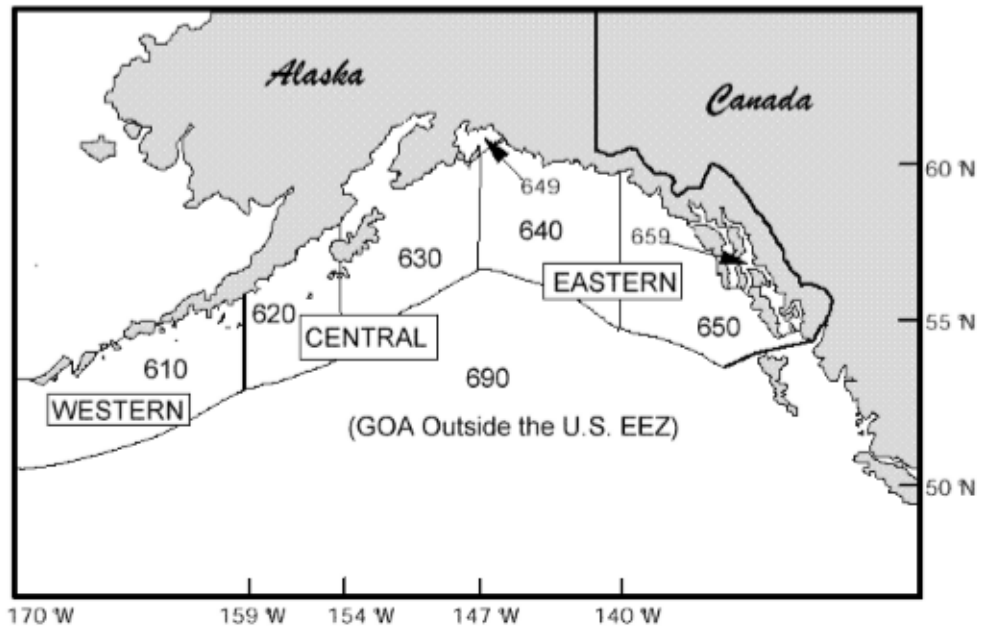 Alaska
Canada
60 °N
649
640
659
630
EASTERN
620
650
55 °N
CENTRAL
610
690
WESTERN
(GOA Outside the U.S. EEZ)
50 °N
170 °W
159 °W
154 °W
147 °W
140 °W